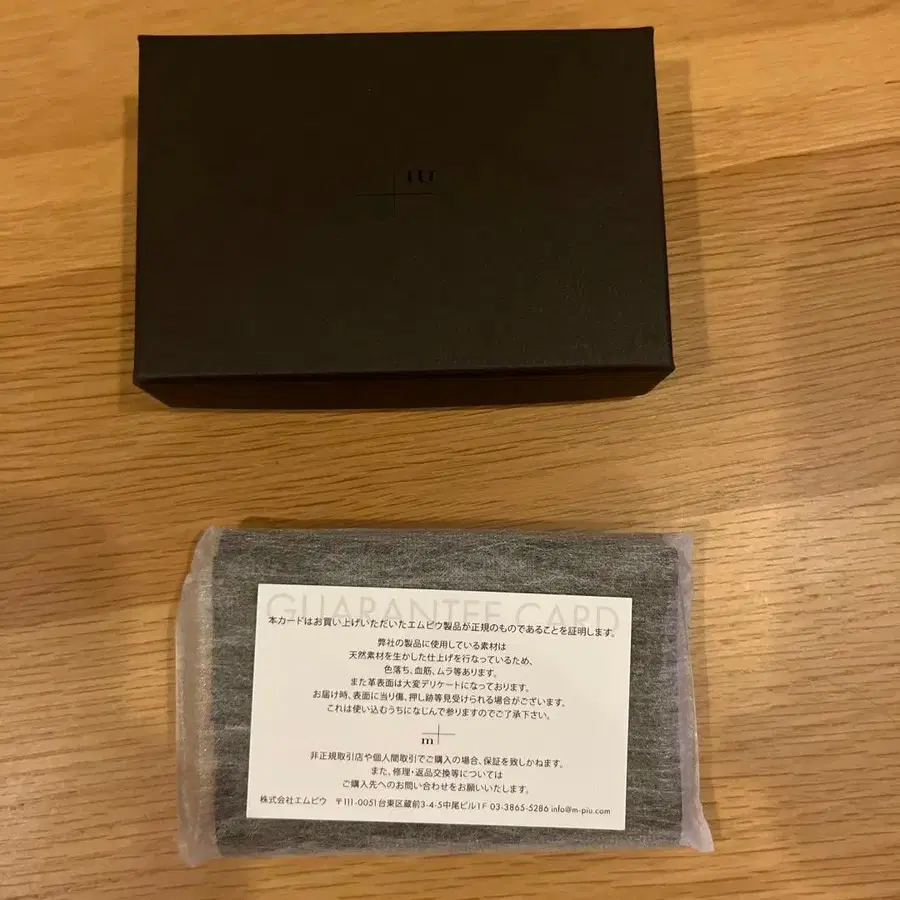 GUARANTEE CARD
本カードはお買い上げいただいたエムピウ製品が正規のものであることを証明します。
弊社の製品に使用している素材は
天然素材を生かした仕上げを行なっているため、
色落ち、血筋、ムラ等あります。
また革表面は大変デリケートになっております。
お届け時、表面に当り傷、押し跡等見受けられる場合がございます。
これは使い込むうちになじんで参りますのでご了承下さい。
m
非正規取引店や個人間取引でご購入の場合、保証を致しかねます。
また、修理・返品交換等については
ご購入先へのお問い合わせをお願いいたします。
株式会社エムピウ 〒111-0051台東区蔵前3-4-5中尾ビル1F 03-3865-5286 info@m-piu.com